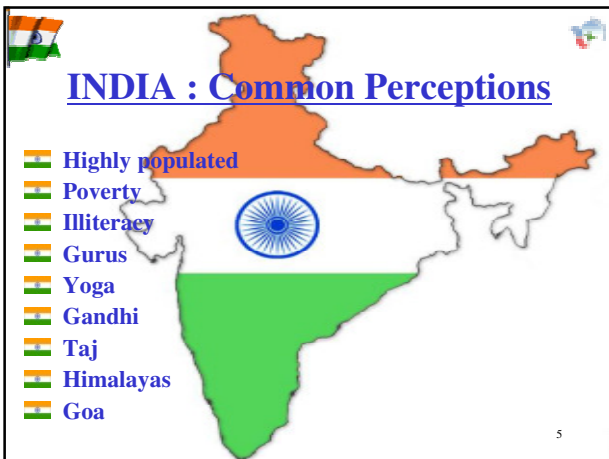 INDIA : Common Perceptions
Highly populated
Poverty
Illiteracy
Gurus
Yoga
Gandhi
Taj
Himalayas
Goa
5